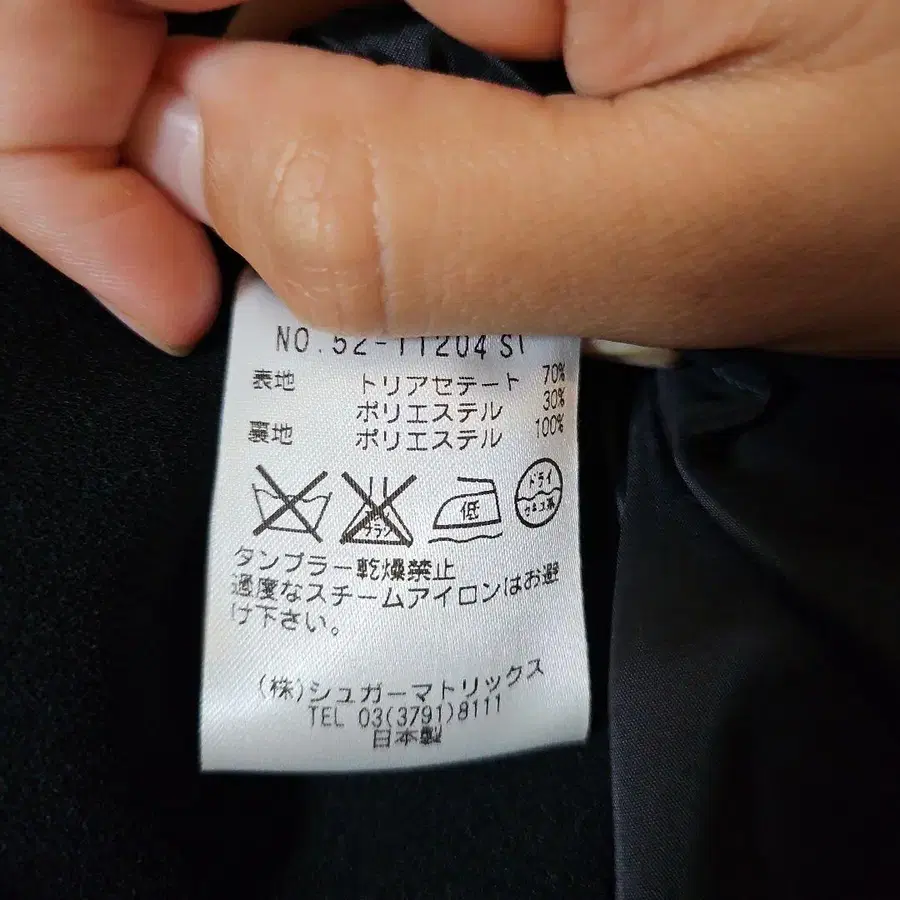 NO.52-11204 S
表地 トリアセテート 70%
ポリエステル 30%
裏地 ポリエステル 100%
低
ドライ
セキユ系
タンブラー乾燥禁止
過度なスチームアイロンはお避
け下さい。
(株)シュガーマトリックス
TEL 03(3791)8111
日本製